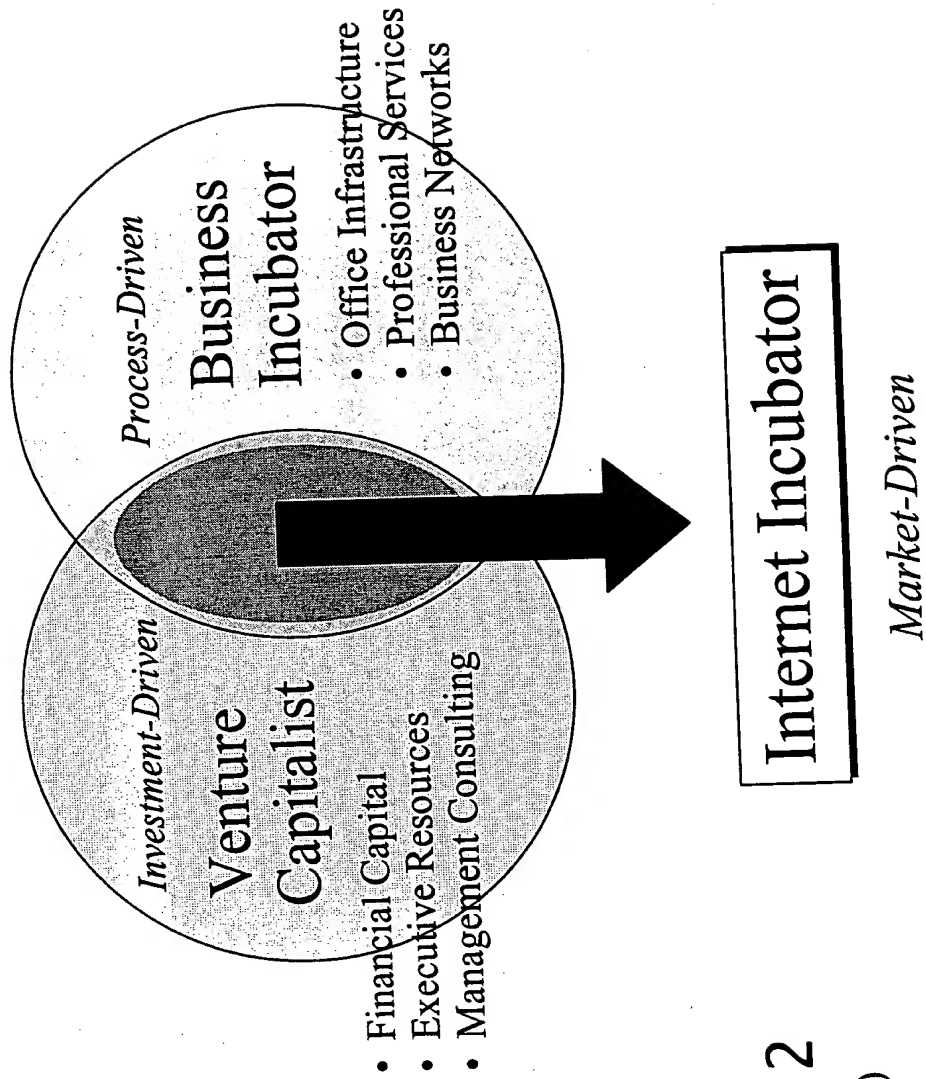 Investment-Driven
Venture
Capitalist
• Financial Capital
• Executive Resources
• Management Consulting
Process-Driven
Business
Incubator
• Office Infrastructure
• Professional Services
• Business Networks
Internet Incubator
Market-Driven
2